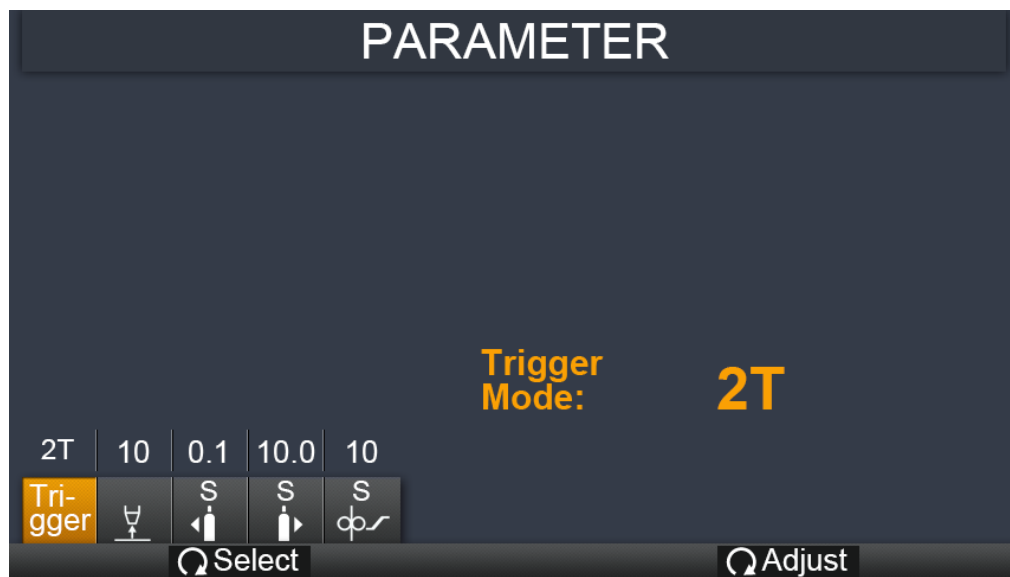 PARAMETER
Trigger
Mode:
2T
2T 10 0.1 10.0 10
Tri-
gger
S S S
Select Adjust